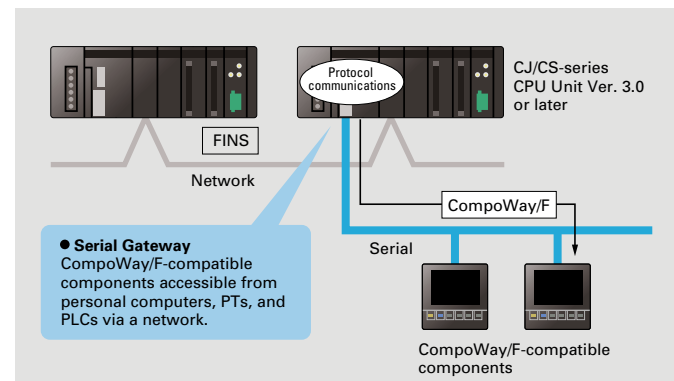 Protocol
communications
CJ/CS-series
CPU Unit Ver. 3.0
or later
FINS
Network
CompoWay/F
● Serial Gateway
CompoWay/F-compatible
components accessible from
personal computers, PTs, and
PLCs via a network.
Serial
CompoWay/F-compatible
components